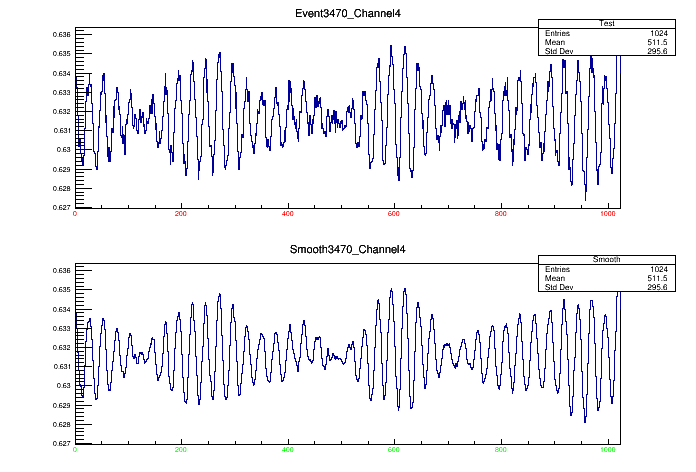 Event3470_Channel4
Test
Entries 1024
Mean 511.5
Std Dev 295.6
0.636
0.635
0.634
0.633
0.632
0.631
0.63
0.629
0.628
0.627
0 200 400 600 800 1000
Smooth3470_Channel4
Smooth
Entries 1024
Mean 511.5
Std Dev 295.6
0.636
0.635
0.634
0.633
0.632
0.631
0.63
0.629
0.628
0.627
0 200 400 600 800 1000